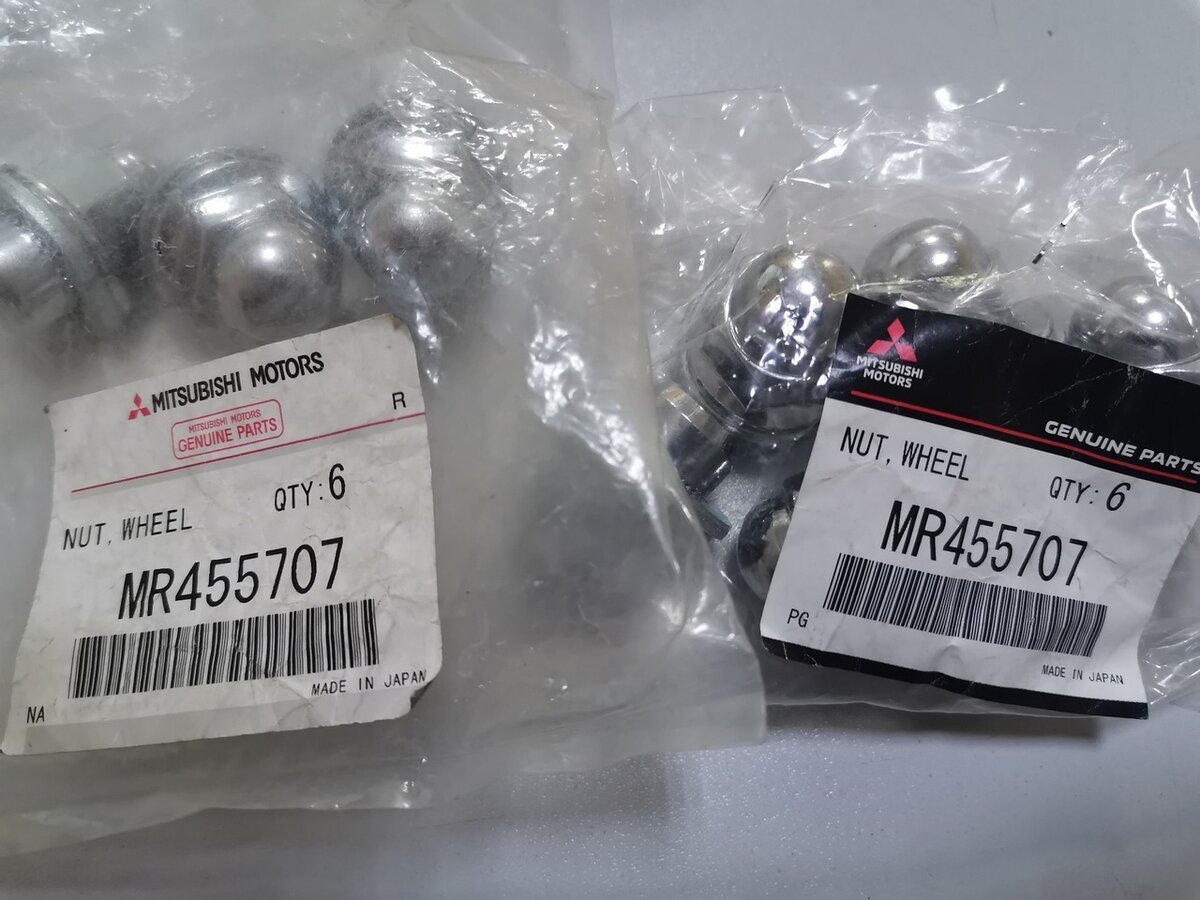 MITSUBISHI MOTORS
MITSUBISHI MOTORS
GENUINE PARTS
R
QTY:6
NUT, WHEEL
MR455707
MADE IN JAPAN
NA
MITSUBISHI
MOTORS
GENUINE PARTS
NUT, WHEEL
QTY: 6
MR455707
PG
MADE IN JAPAN